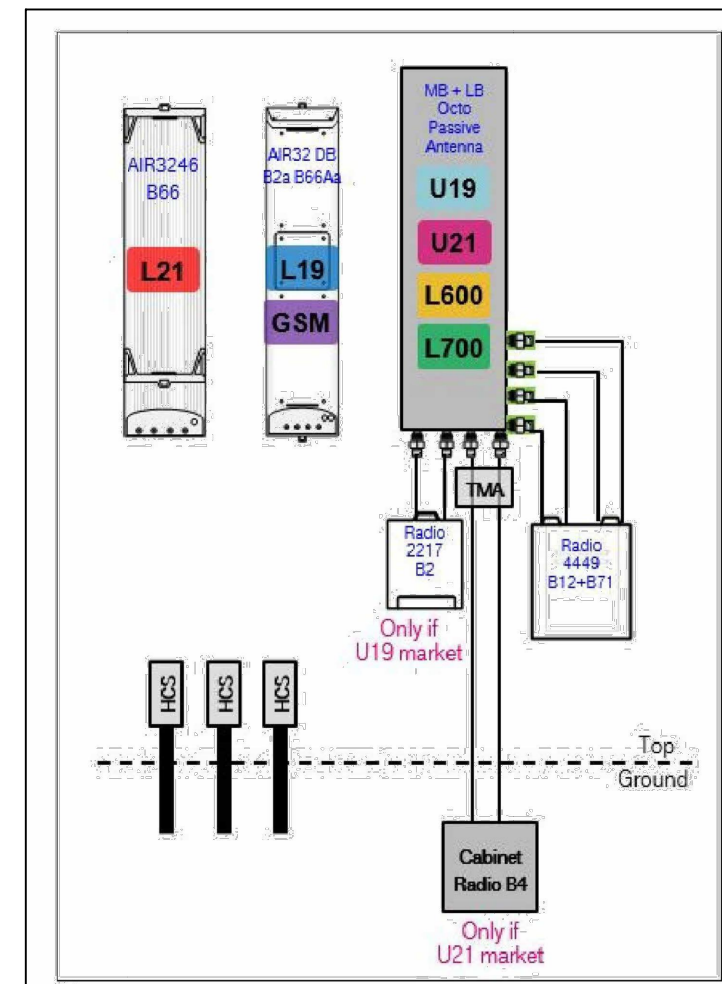 AIR3246
B66
L21
AIR32 DB
B2a B66Aa
L19
GSM
MB + LB
Octo
Passive
Antenna
U19
U21
L600
L700
TMA
Radio
2217
B2
Only if
U19 market
Radio
4449
B12+B71
HCS
HCS
HCS
Top
Ground
Cabinet
Radio B4
Only if
U21 market